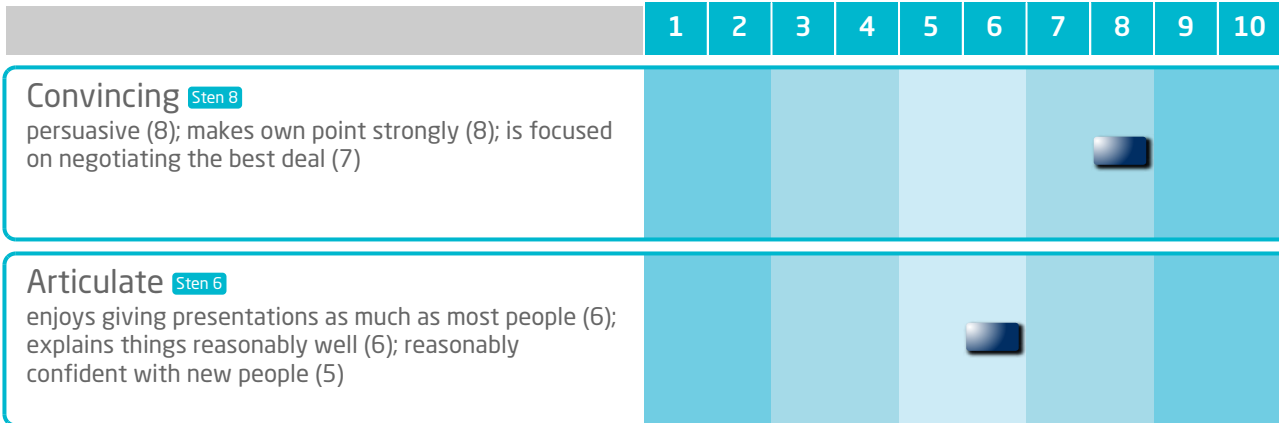 1 2 3 4 5 6 7 8 9 10
Convincing Sten 8
persuasive (8); makes own point strongly (8); is focused
on negotiating the best deal (7)
Articulate Sten 6
enjoys giving presentations as much as most people (6);
explains things reasonably well (6); reasonably
confident with new people (5)